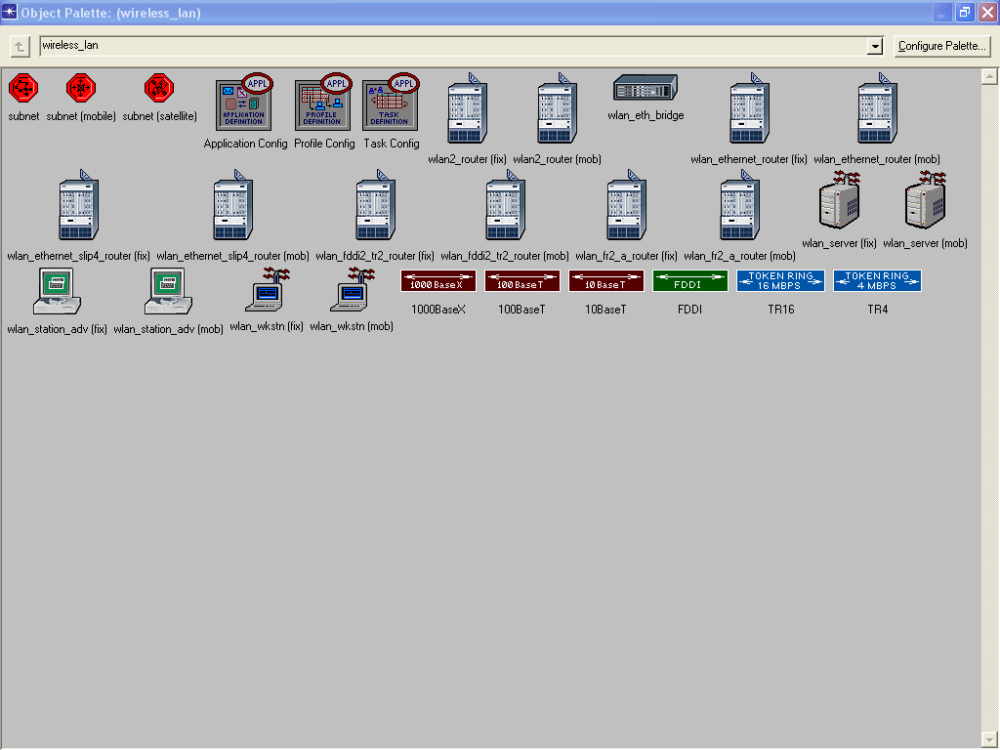 Object Palette: (wireless_lan)
wireless_lan
Configure Palette...
APPL APPL APPL
APPLICATION DEFINITION
PROFILE DEFINITION
TASK DEFINITION
subnet subnet (mobile) subnet (satellite)
wlan_eth_bridge
Application Config Profile Config Task Config
wlan2_router (fix) wlan2_router (mob) wlan_ethernet_router (fix) wlan_ethernet_router (mob)
wlan_server (fix) wlan_server (mob)
wlan_ethernet_slip4_router (fix) wlan_ethernet_slip4_router (mob) wlan_fddi2_tr2_router (fix) wlan_fddi2_tr2_router (mob) wlan_fr2_a_router (fix) wlan_fr2_a_router (mob)
1000BaseX 100BaseT 10BaseT FDDI
TOKEN RING 16 MBPS
TOKEN RING 4 MBPS
1000BaseX 100BaseT 10BaseT FDDI TR16 TR4
wlan_station_adv (fix) wlan_station_adv (mob) wlan_wkstn (fix) wlan_wkstn (mob)